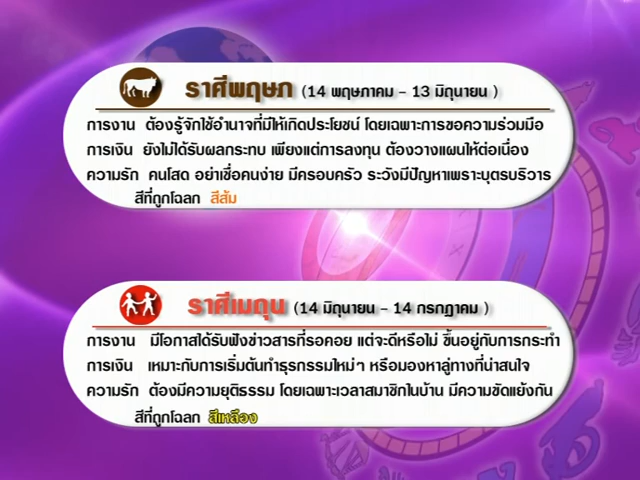 ราศีพฤษภ (14 พฤษภาคม - 13 มิถุนายน )
การงาน ต้องรู้จักใช้อำนาจที่มีให้เกิดประโยชน์ โดยเฉพาะการขอความร่วมมือ
การเงิน ยังไม่ได้รับผลกระทบ เพียงแต่การลงทุน ต้องวางแผนให้ต่อเนื่อง
ความรัก คนโสด อย่าเชื่อคนง่าย มีครอบครัว ระวังมีปัญหาเพราะบุตรบริวาร
สีที่ถูกโฉลก สีส้ม
ราศีเมถุน (14 มิถุนายน - 14 กรกฎาคม )
การงาน มีโอกาสได้รับฟังข่าวสารที่รอคอย แต่จะดีหรือไม่ ขึ้นอยู่กับการกระทำ
การเงิน เหมาะกับการเริ่มต้นทำธุรกรรมใหม่ๆ หรือมองหาลู่ทางที่น่าสนใจ
ความรัก ต้องมีความยุติธรรม โดยเฉพาะเวลาสมาชิกในบ้าน มีความขัดแย้งกัน
สีที่ถูกโฉลก สีเหลือง